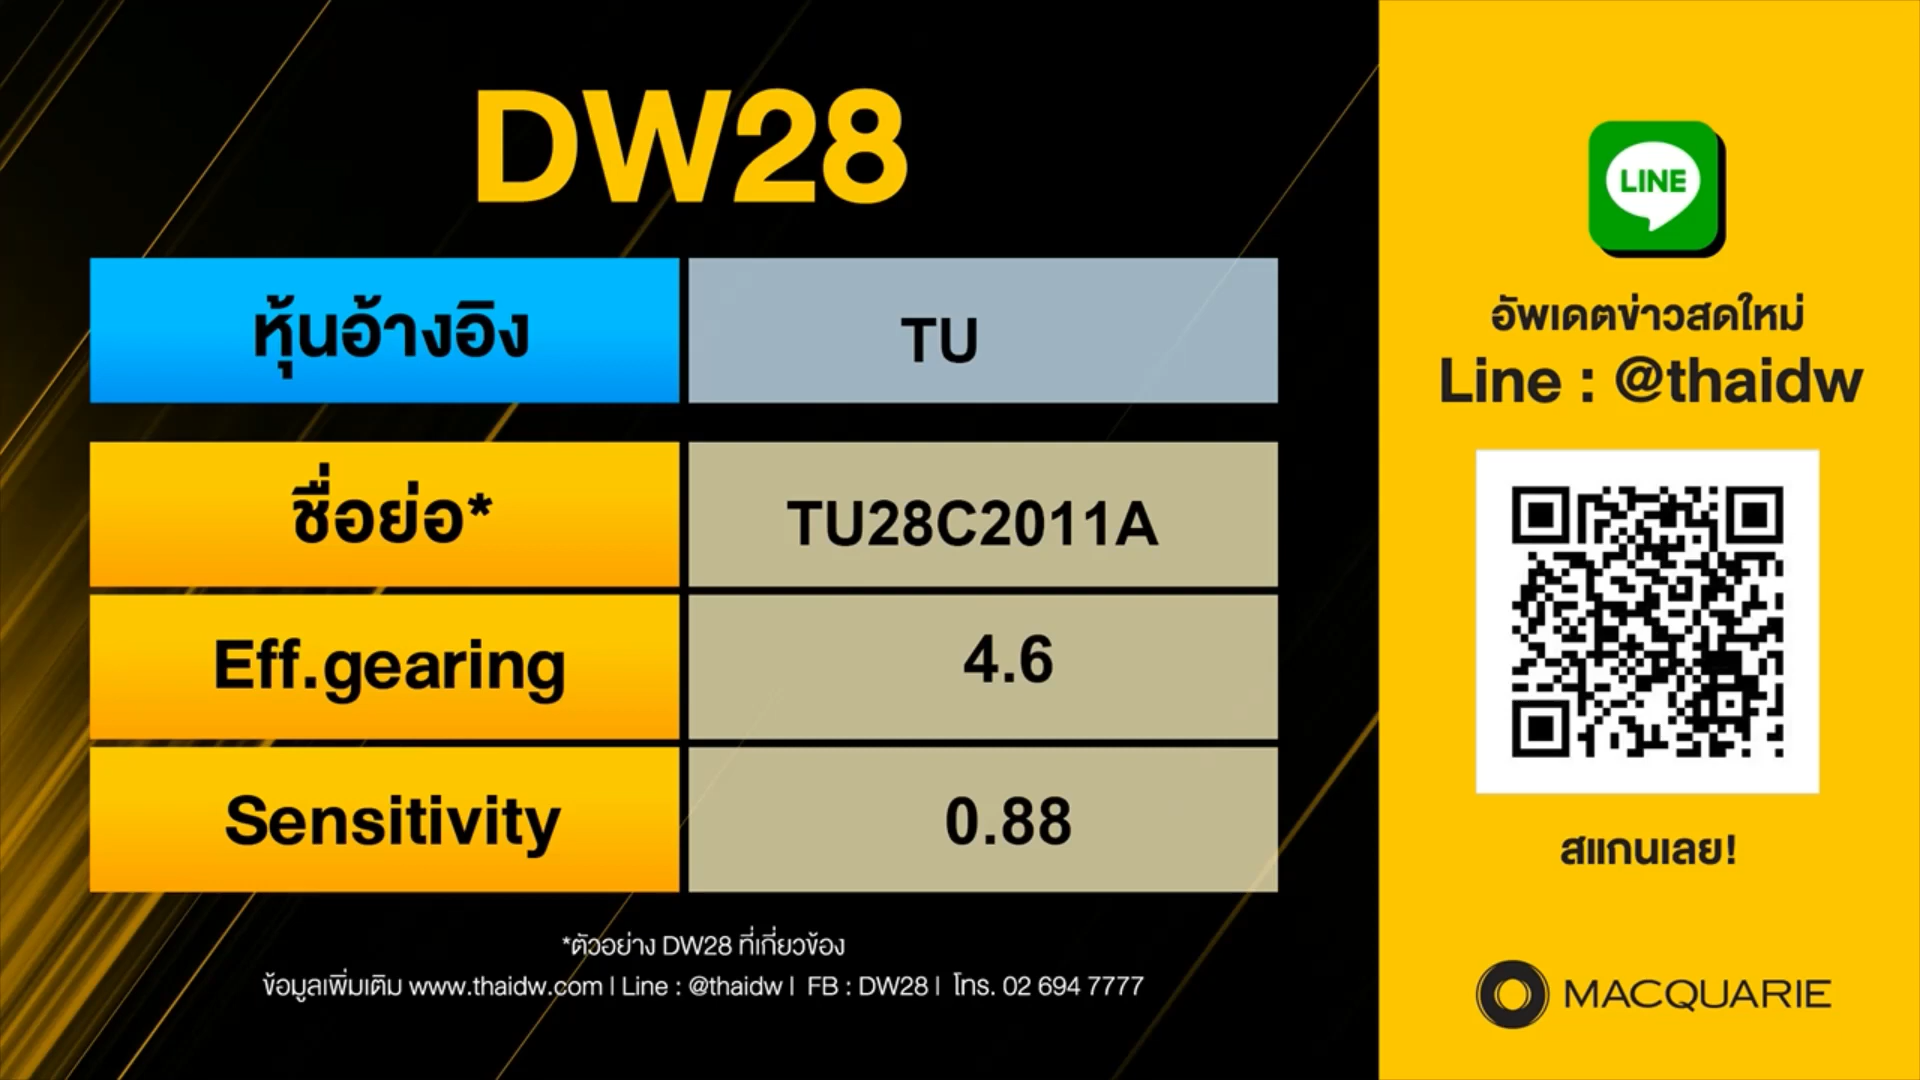 DW28
หุ้นอ้างอิง TU
ชื่อย่อ* TU28C2011A
Eff.gearing 4.6
Sensitivity 0.88
*ตัวอย่าง DW28 ที่เกี่ยวข้อง
ข้อมูลเพิ่มเติม www.thaidw.com | Line : @thaidw | FB : DW28 | โทร. 02 694 7777
LINE
อัพเดตข่าวสดใหม่
Line : @thaidw
สแกนเลย!
MACQUARIE